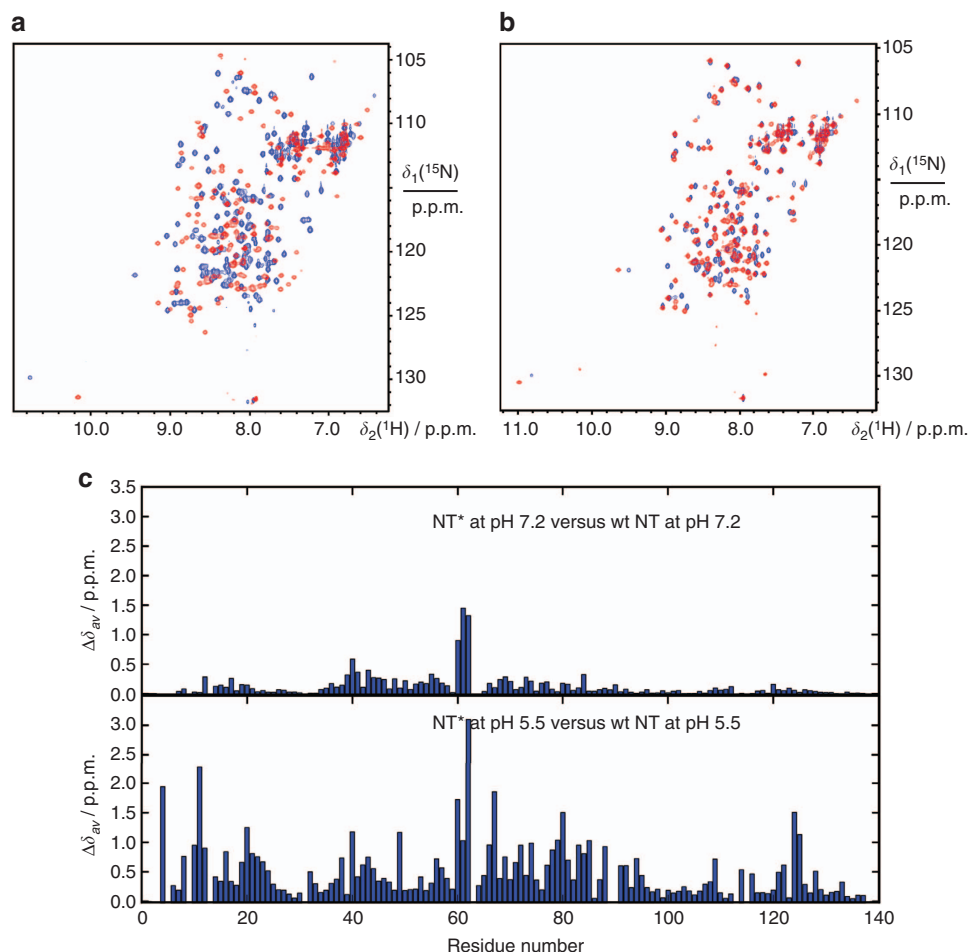 a
105
110
δ1(15N)
p.p.m.
120
125
130
10.0 9.0 8.0 7.0 δ2(1H) / p.p.m.
b
105
110
δ1(15N)
p.p.m.
120
125
130
11.0 10.0 9.0 8.0 7.0 δ2(1H) / p.p.m.
c
NT* at pH 7.2 versus wt NT at pH 7.2
3.5
3.0
2.5
2.0
1.5
1.0
0.5
0.0
Δδav / p.p.m.
NT* at pH 5.5 versus wt NT at pH 5.5
3.0
2.5
2.0
1.5
1.0
0.5
0.0
Δδav / p.p.m.
0 20 40 60 80 100 120 140
Residue number